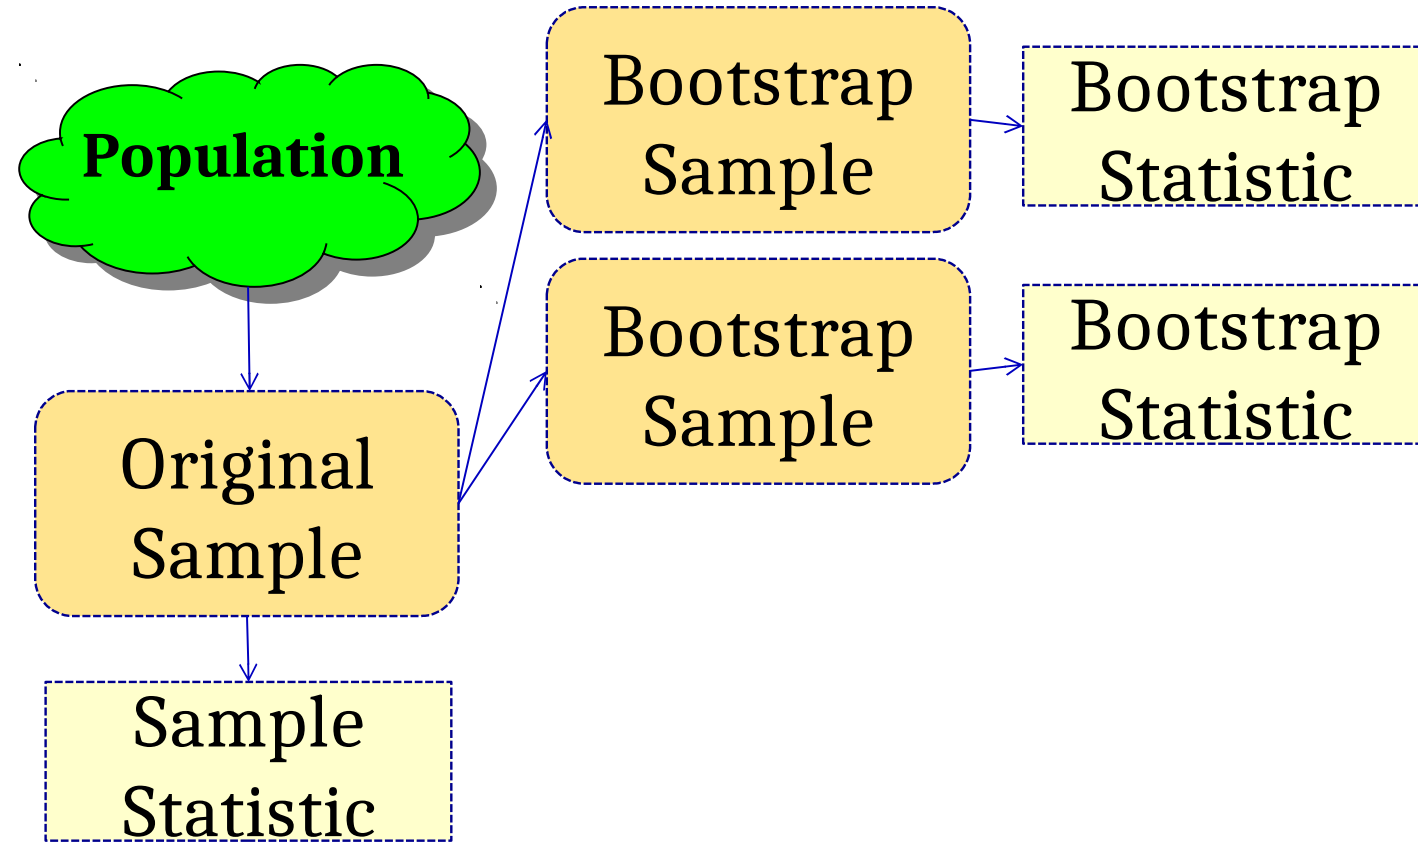 Population
Original
Sample
Sample
Statistic
Bootstrap
Sample
Bootstrap
Statistic
Bootstrap
Sample
Bootstrap
Statistic